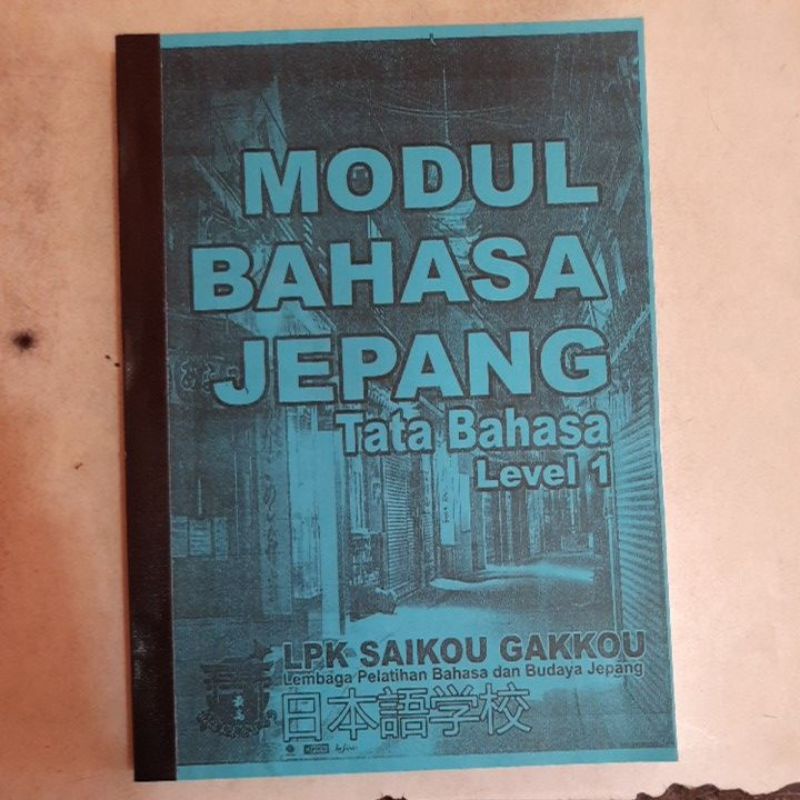 MODUL
BAHASA
JEPANG
Tata Bahasa
Level 1
LPK SAIKOU GAKKOU
Lembaga Pelatihan Bahasa dan Budaya Jepang
日本語学校